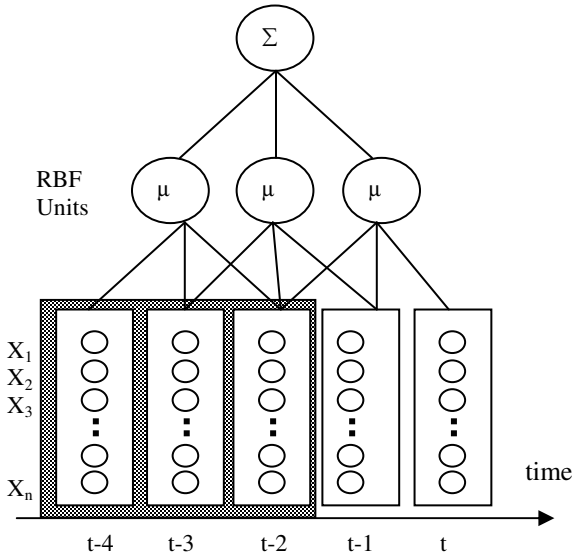 Σ
RBF
Units
μ μ μ
X₁
X₂
X₃
Xₙ
time
t-4 t-3 t-2 t-1 t